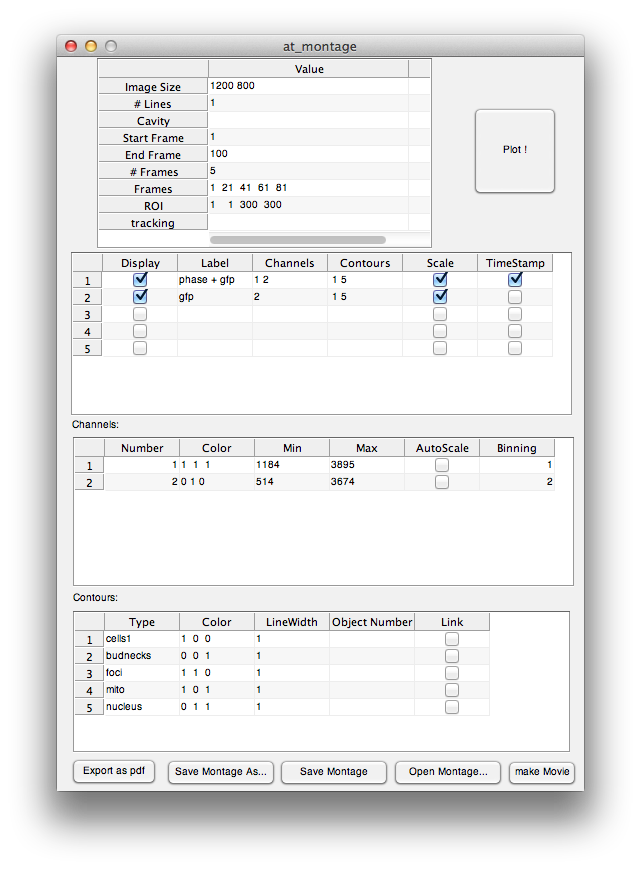 at_montage
Value
Image Size 1200 800
# Lines 1
Cavity
Start Frame 1
End Frame 100
# Frames 5
Frames 1 21 41 61 81
ROI 1 1 300 300
tracking
Plot !
Display Label Channels Contours Scale TimeStamp
1 phase + gfp 1 2 1 5
2 gfp 2 1 5
3
4
5
Channels:
Number Color Min Max AutoScale Binning
1 1 1 1 1 1184 3895 1
2 2 0 1 0 514 3674 2
Contours:
Type Color LineWidth Object Number Link
1 cells1 1 0 0 1
2 budnecks 0 0 1 1
3 foci 1 1 0 1
4 mito 1 0 1 1
5 nucleus 0 1 1 1
Export as pdf Save Montage As... Save Montage Open Montage... make Movie